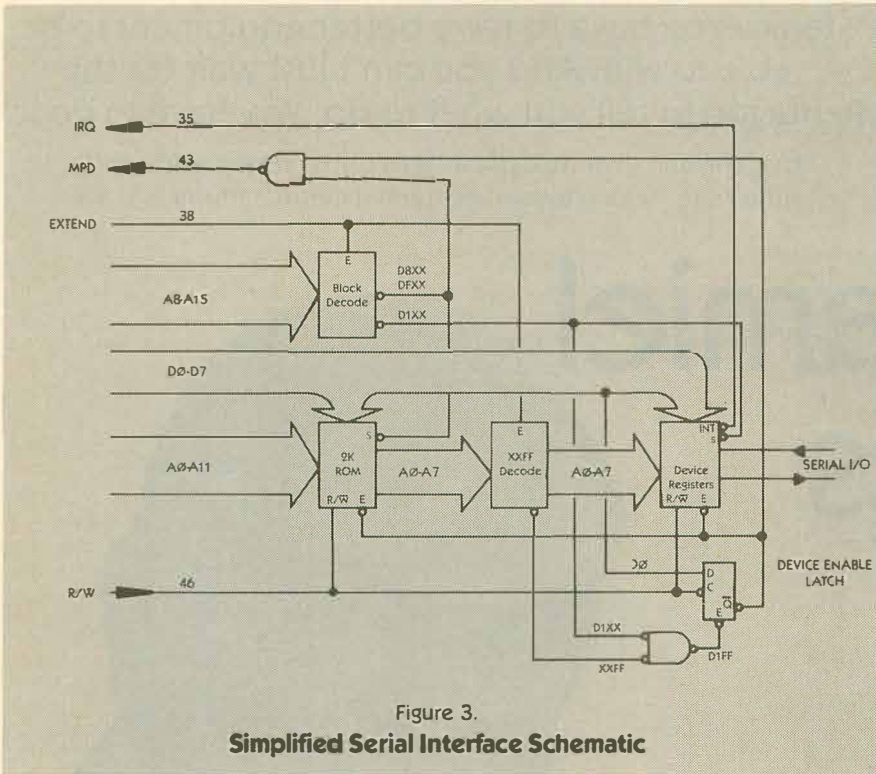 IRQ
35
MPD
43
EXTEND
38
E
Block
Decode
D8XX
DFXX
D1XX
A8-A15
DØ-D7
AØ-A11
S
2K
ROM
R/W E
AØ-A7
E
XXFF
Decode
AØ-A7
INT
S
Device
Registers
R/W E
SERIAL I/O
D
C
Q
E
DEVICE ENABLE
LATCH
R/W
46
D1XX
XXFF
D1FF
Figure 3.
Simplified Serial Interface Schematic